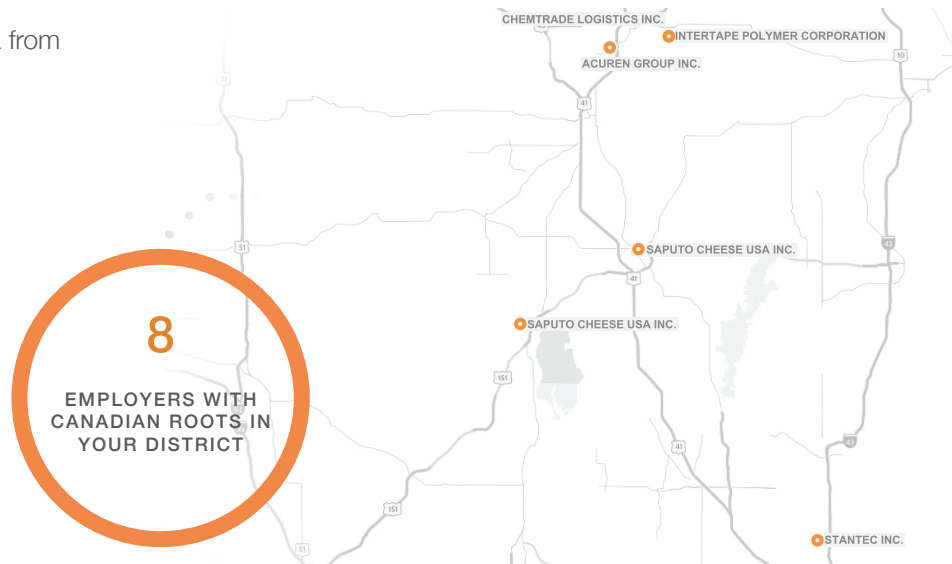 . from
CHEMTRADE LOGISTICS INC.
INTERTAPE POLYMER CORPORATION
ACUREN GROUP INC.
10
51
41
51
43
SAPUTO CHEESE USA INC.
41
SAPUTO CHEESE USA INC.
8
151
EMPLOYERS WITH
CANADIAN ROOTS IN
YOUR DISTRICT
41
43
151
STANTEC INC.
51